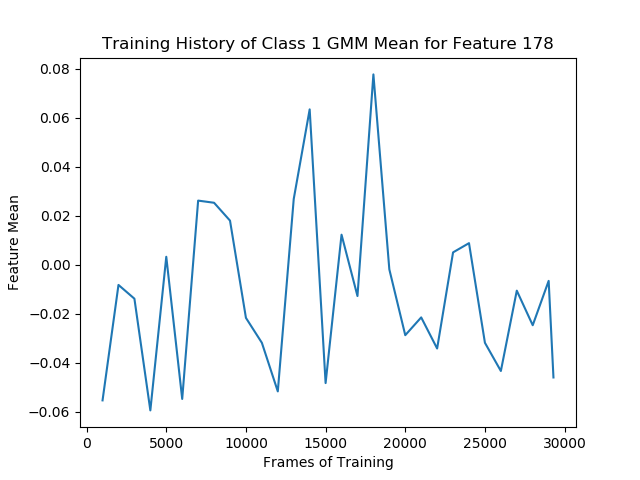 Training History of Class 1 GMM Mean for Feature 178
0.08
0.06
0.04
0.02
0.00
−0.02
−0.04
−0.06
Feature Mean
0 5000 10000 15000 20000 25000 30000
Frames of Training